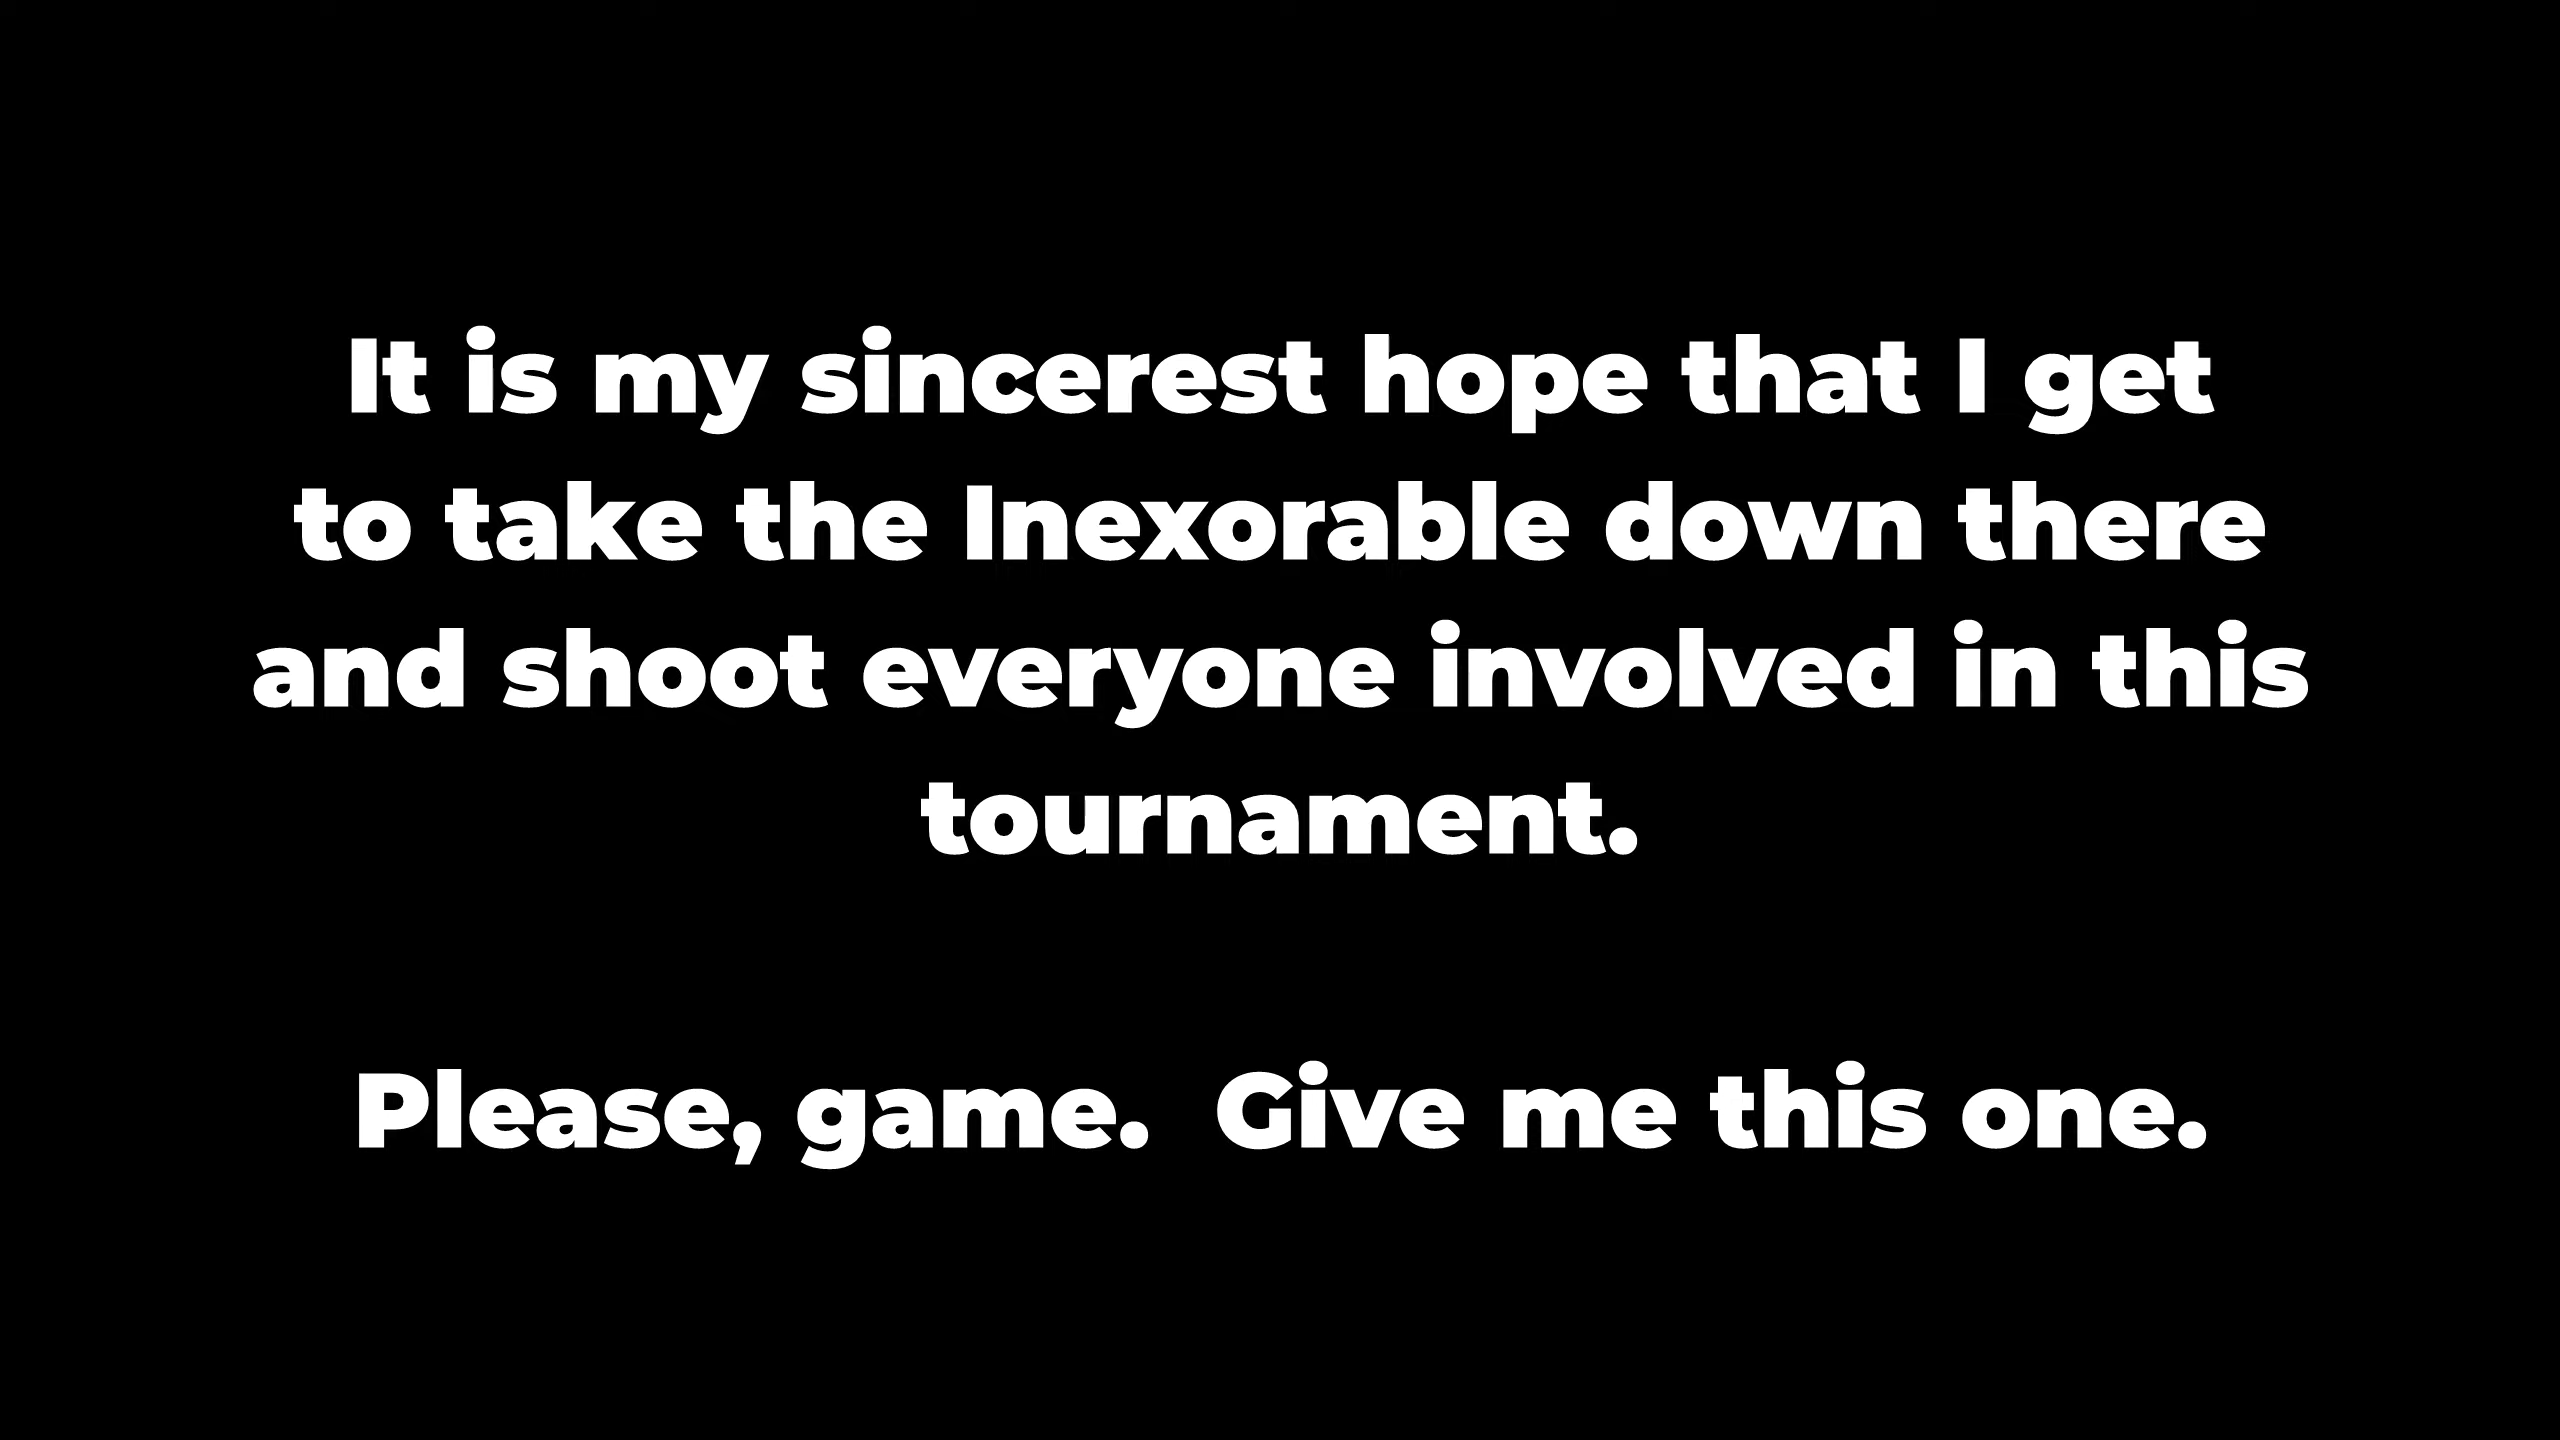 It is my sincerest hope that I get
to take the Inexorable down there
and shoot everyone involved in this
tournament.
Please, game.  Give me this one.